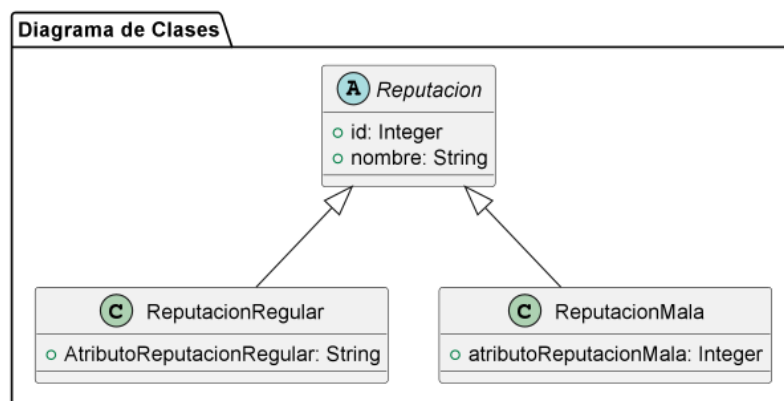 Diagrama de Clases
A Reputacion
id: Integer
nombre: String
C ReputacionRegular
AtributoReputacionRegular: String
C ReputacionMala
atributoReputacionMala: Integer